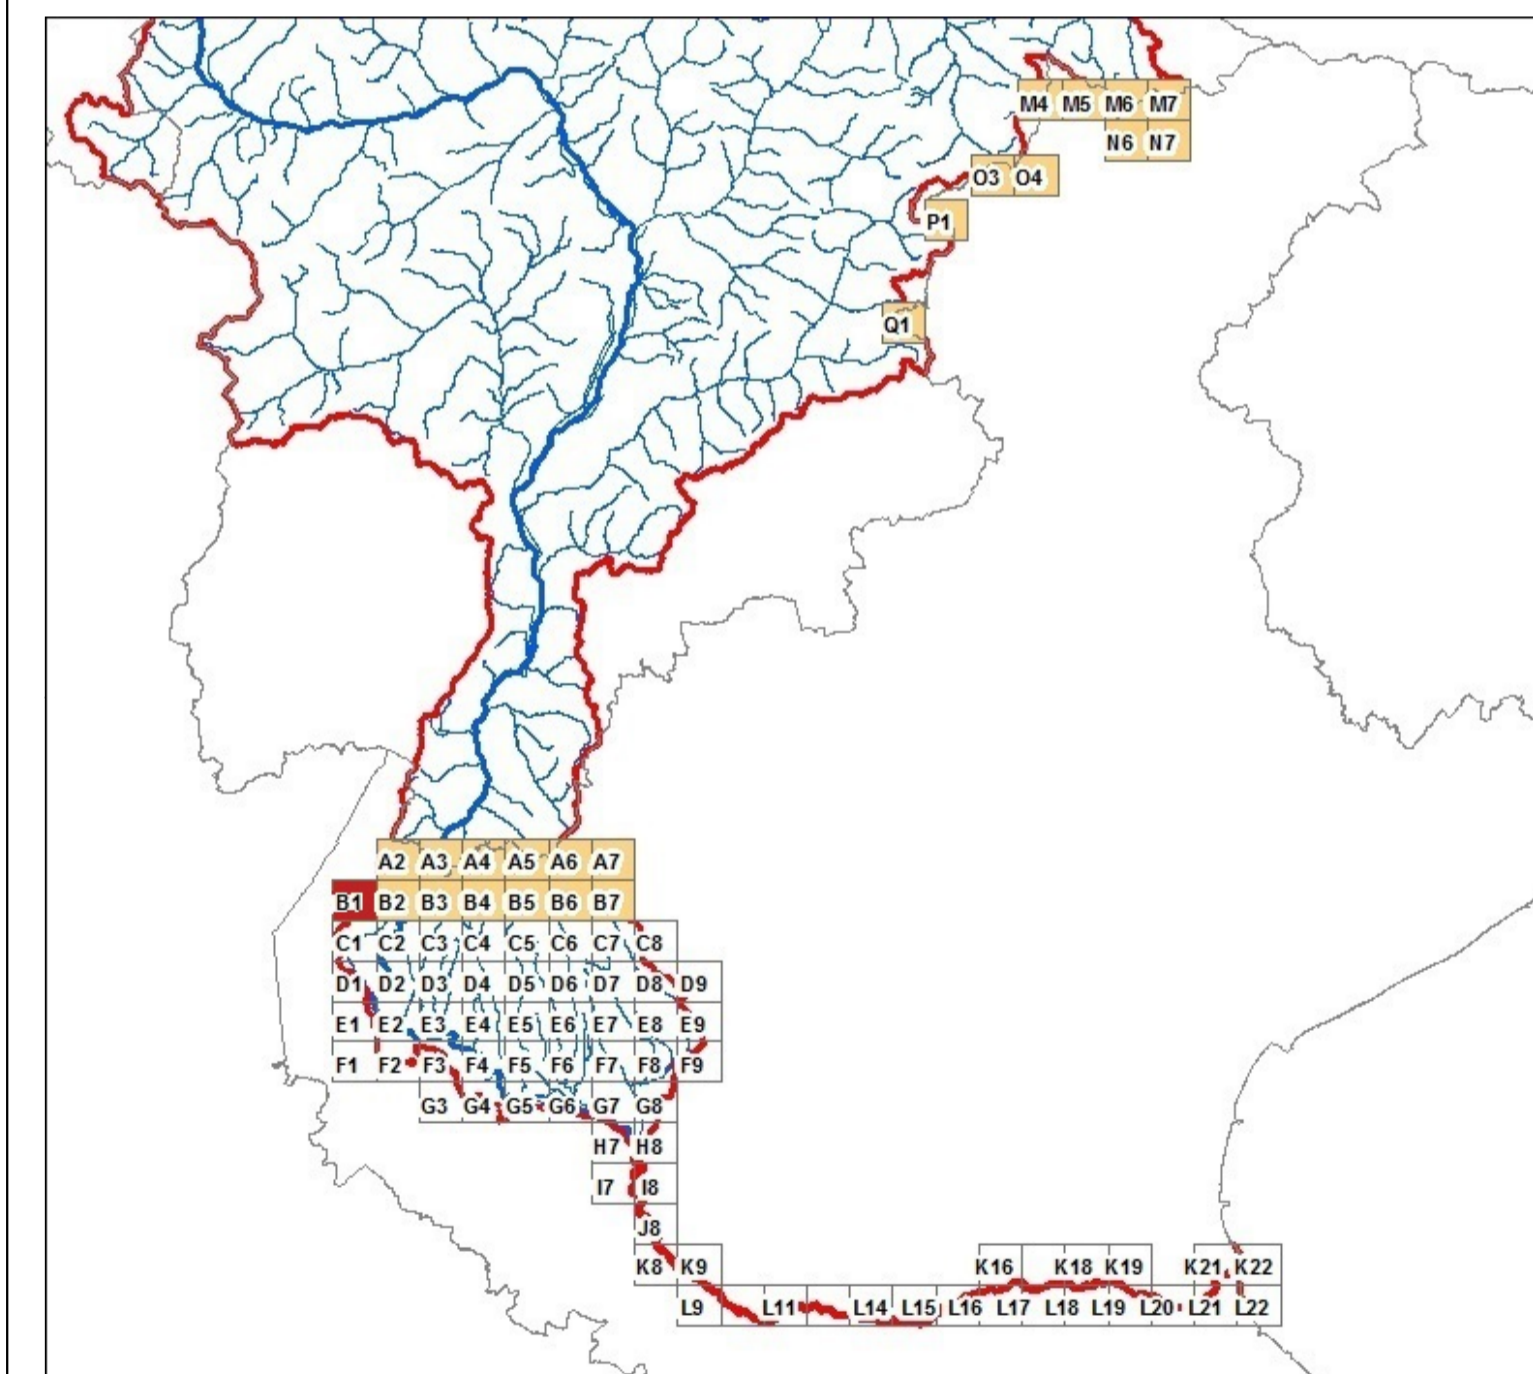 M4 M5 M6 M7
N6 N7
O3 O4
P1
Q1
A2 A3 A4 A5 A6 A7
B1 B2 B3 B4 B5 B6 B7
C1 C2 C3 C4 C5 C6 C7 C8
D1 D2 D3 D4 D5 D6 D7 D8 D9
E1 E2 E3 E4 E5 E6 E7 E8 E9
F1 F2 F3 F4 F5 F6 F7 F8 F9
G3 G4 G5 G6 G7 G8
H7 H8
I7 I8
J8
K8 K9 K16 K18 K19 K21 K22
L9 L11 L14 L15 L16 L17 L18 L19 L20 L21 L22